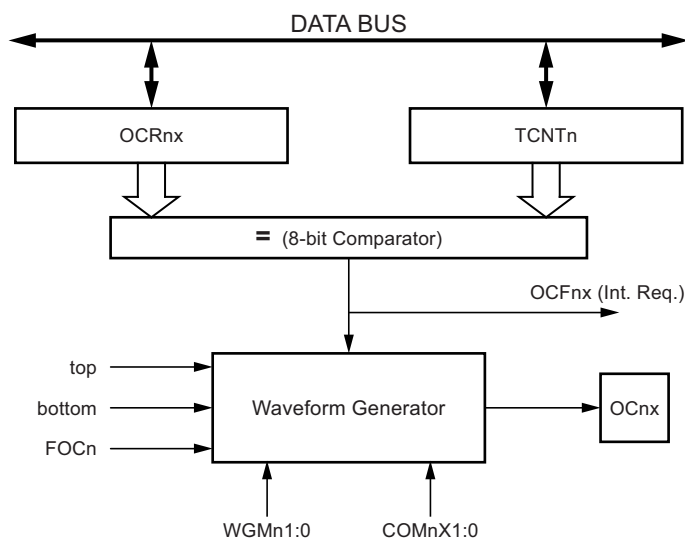 DATA BUS
OCRnx
TCNTn
= (8-bit Comparator)
OCFnx (Int. Req.)
top
bottom
FOCn
Waveform Generator
OCnx
WGMn1:0
COMnX1:0